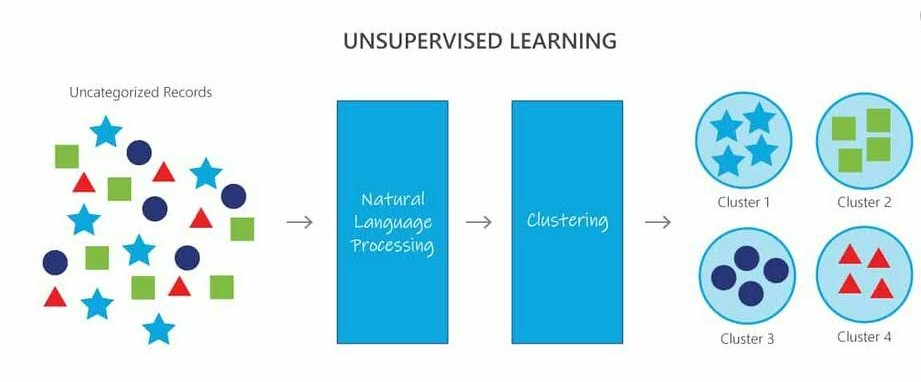 UNSUPERVISED LEARNING
Uncategorized Records
Natural
Language
Processing
Clustering
Cluster 1
Cluster 2
Cluster 3
Cluster 4